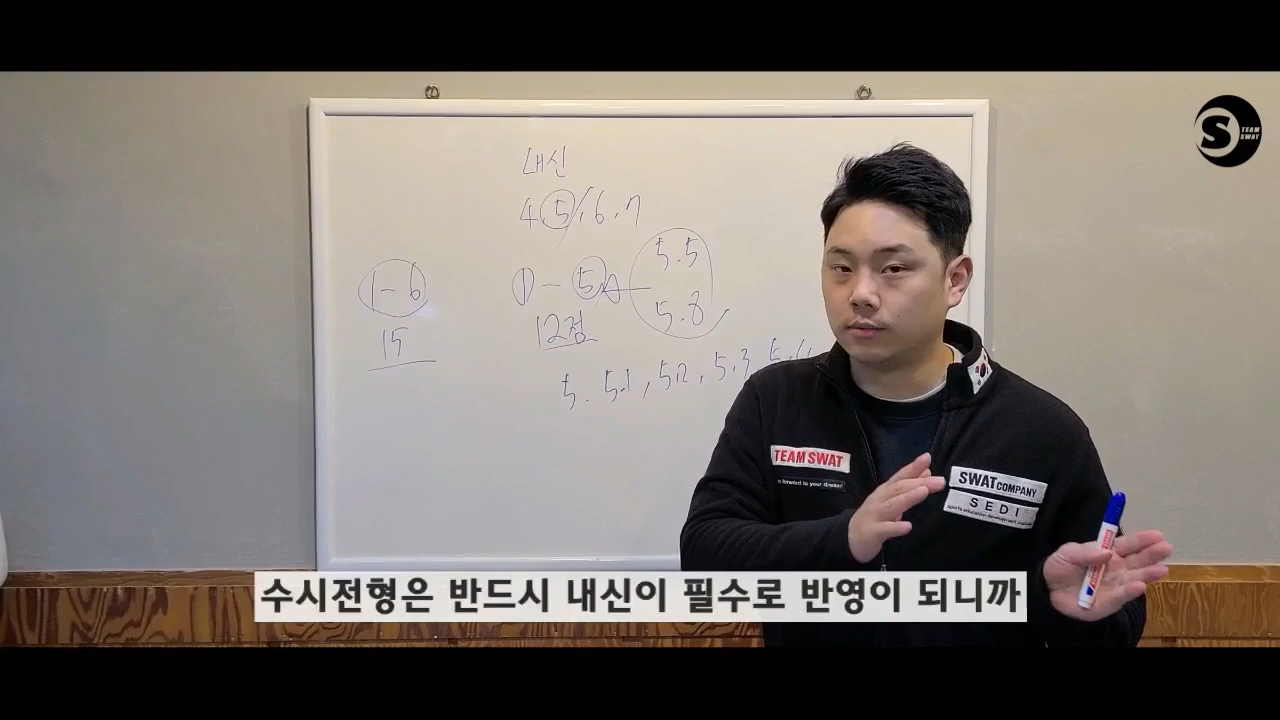 S TEAM SWAT
내신
4 5 / . 6 . 7
5.5
1-6
1 - 5
5.8
15
12점
5. 5.1, 5.2, 5.3
TEAM SWAT
SWAT COMPANY
SEDI
수시전형은 반드시 내신이 필수로 반영이 되니까